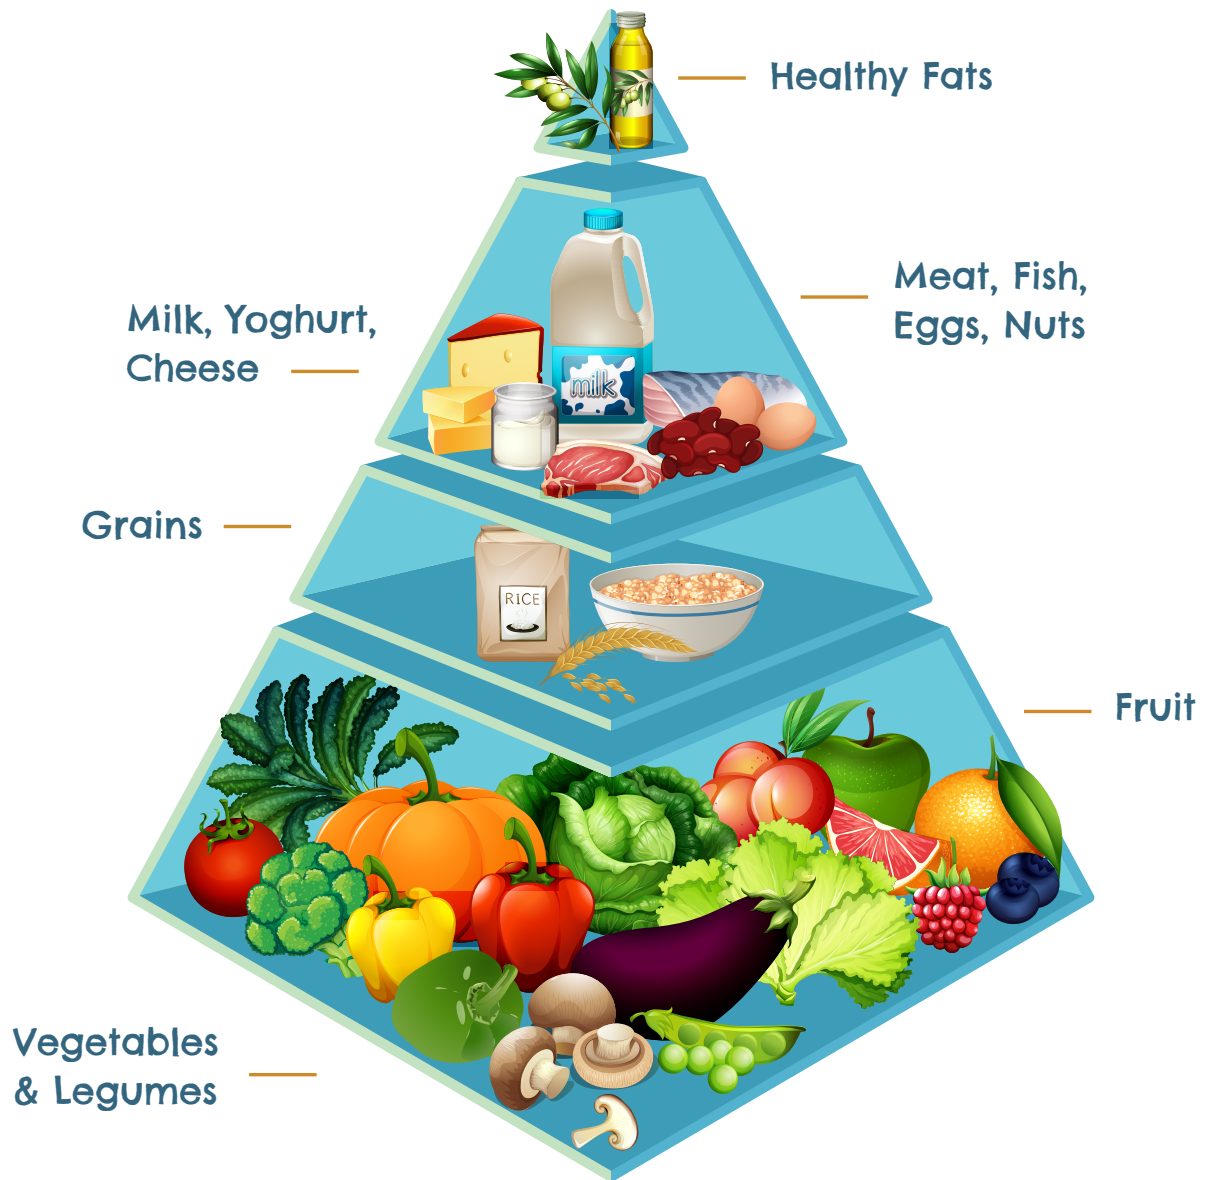 Healthy Fats
Meat, Fish,
Eggs, Nuts
Milk, Yoghurt,
Cheese
milk
Grains
RICE
Fruit
Vegetables
& Legumes